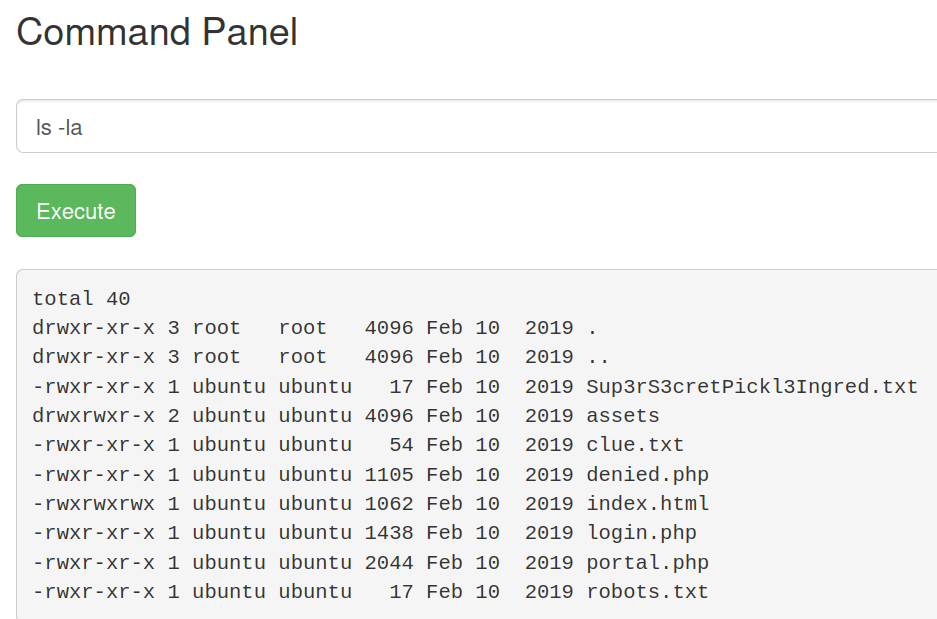 Command Panel
ls -la
Execute
total 40
drwxr-xr-x 3 root   root   4096 Feb 10  2019 .
drwxr-xr-x 3 root   root   4096 Feb 10  2019 ..
-rwxr-xr-x 1 ubuntu ubuntu   17 Feb 10  2019 Sup3rS3cretPickl3Ingred.txt
drwxrwxr-x 2 ubuntu ubuntu 4096 Feb 10  2019 assets
-rwxr-xr-x 1 ubuntu ubuntu   54 Feb 10  2019 clue.txt
-rwxr-xr-x 1 ubuntu ubuntu 1105 Feb 10  2019 denied.php
-rwxrwxrwx 1 ubuntu ubuntu 1062 Feb 10  2019 index.html
-rwxr-xr-x 1 ubuntu ubuntu 1438 Feb 10  2019 login.php
-rwxr-xr-x 1 ubuntu ubuntu 2044 Feb 10  2019 portal.php
-rwxr-xr-x 1 ubuntu ubuntu   17 Feb 10  2019 robots.txt